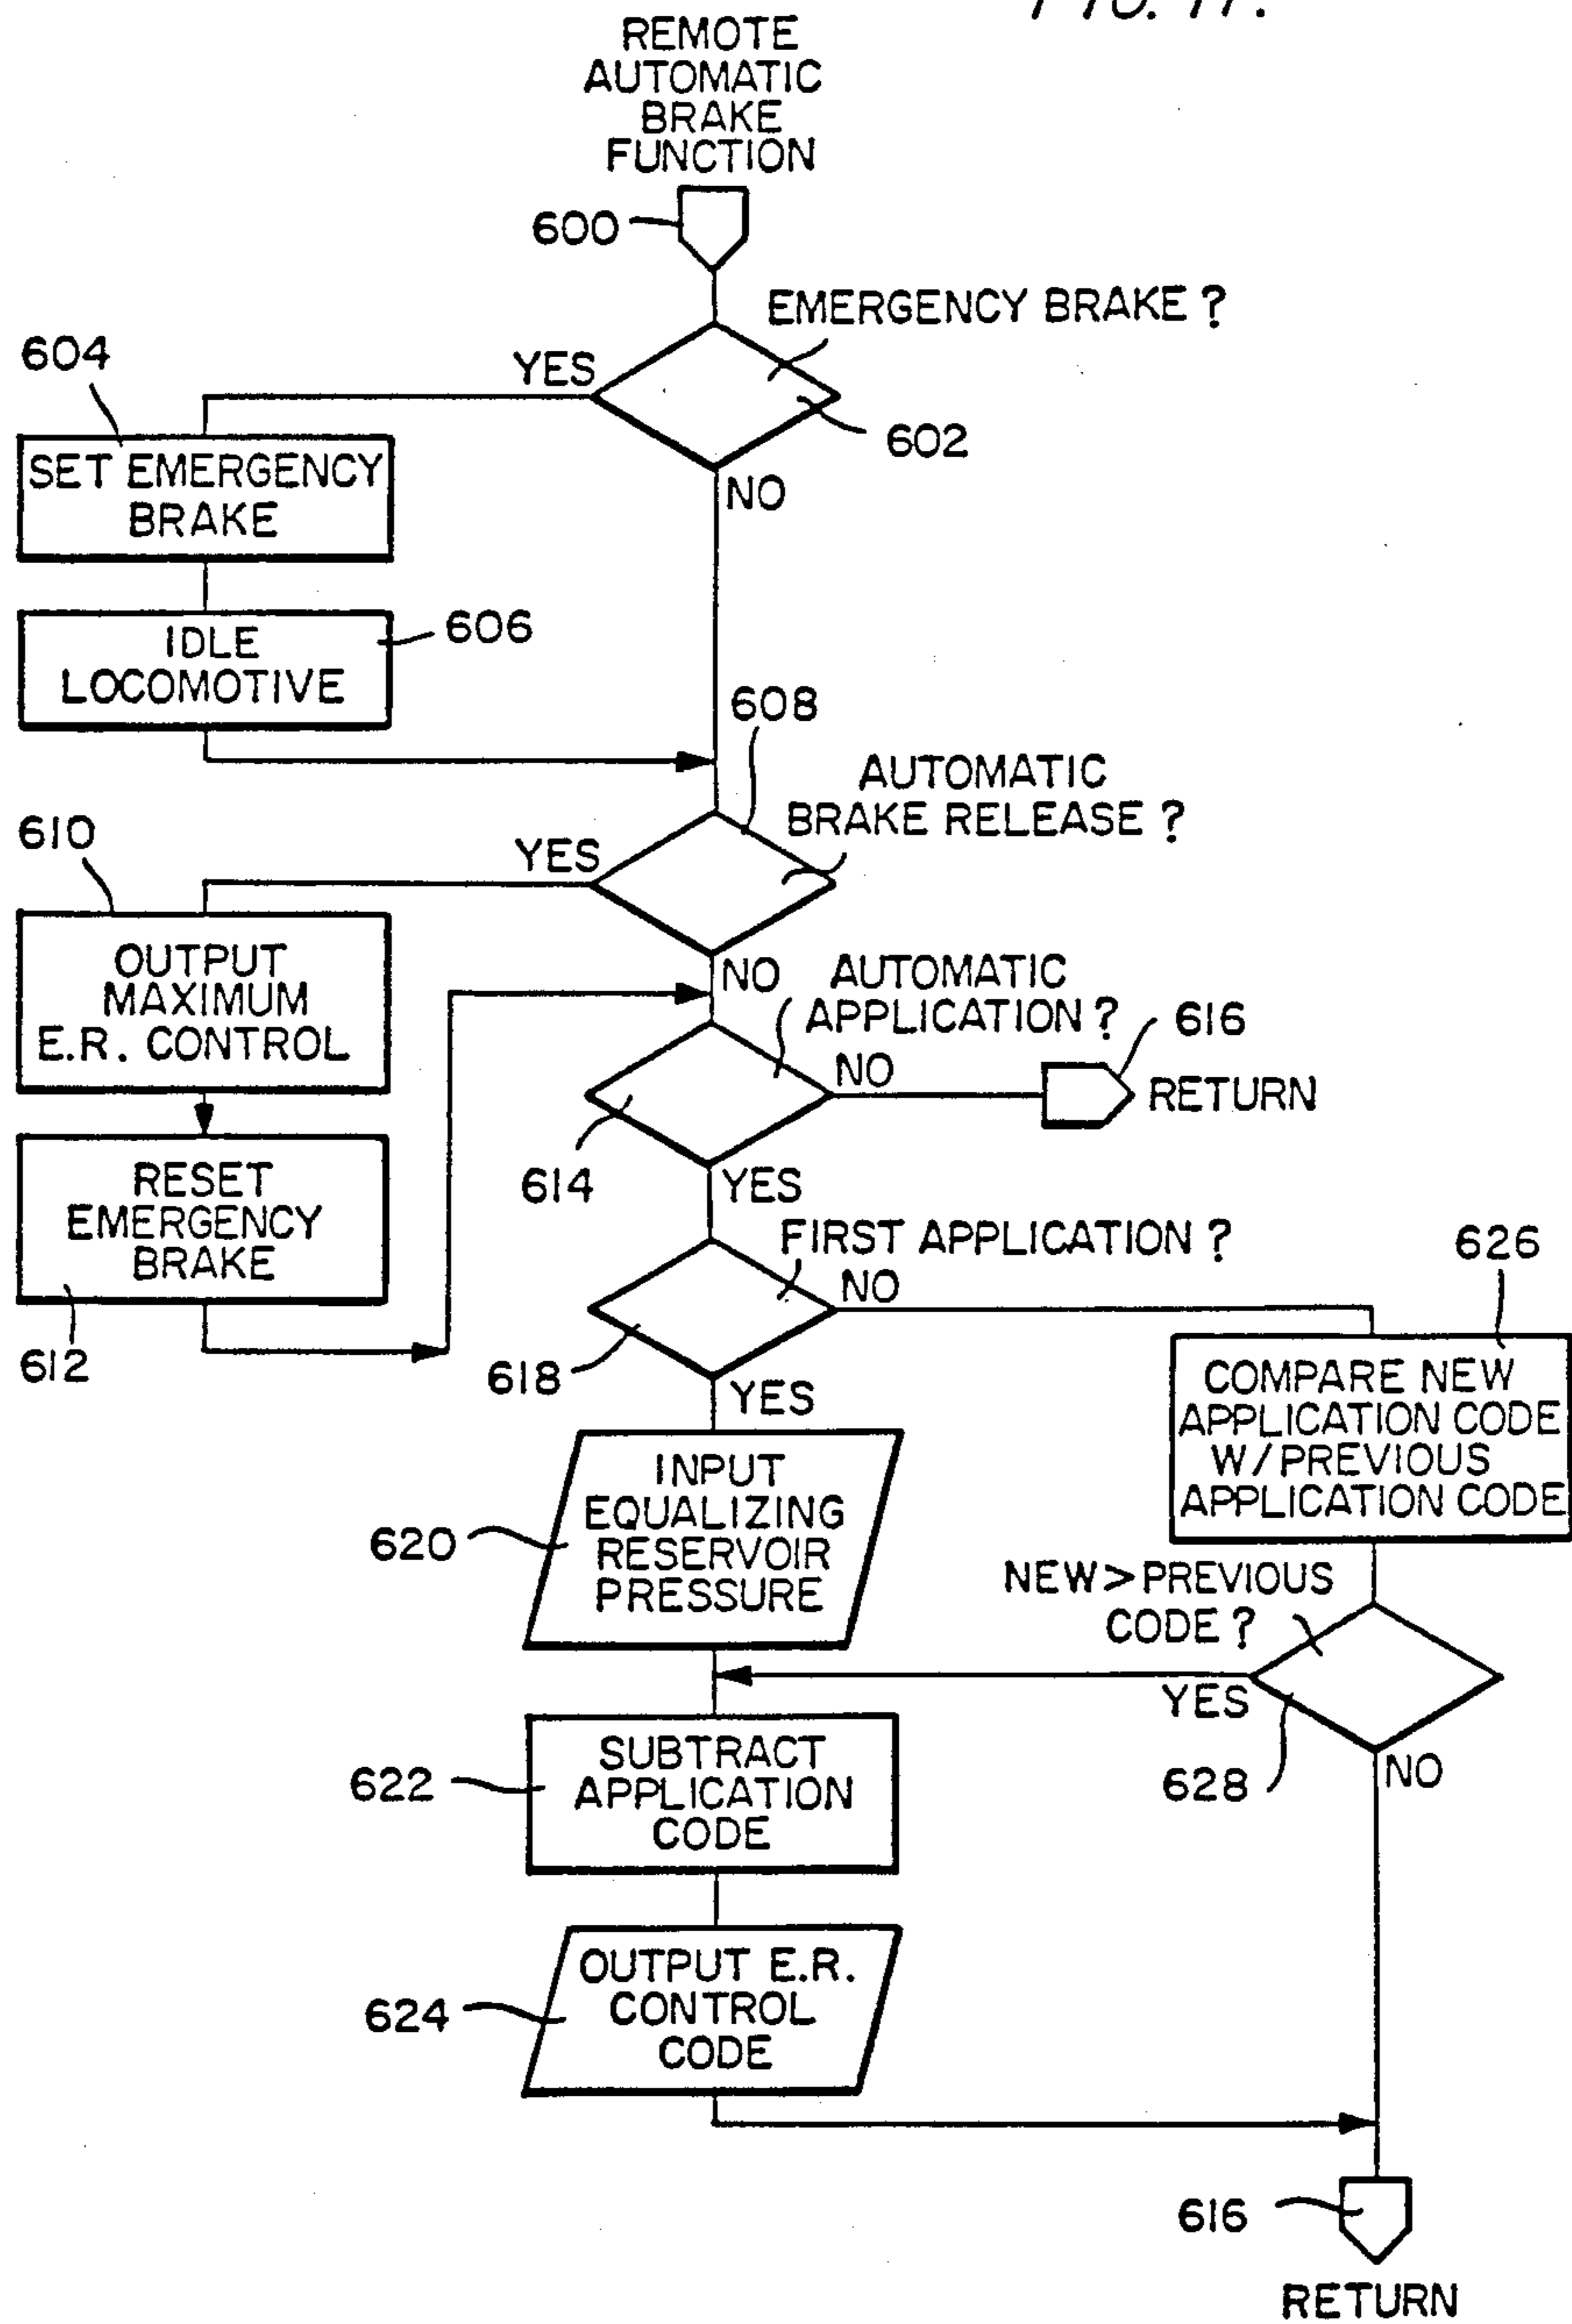 REMOTE
AUTOMATIC
BRAKE
FUNCTION
600
EMERGENCY BRAKE ?
604
YES
602
SET EMERGENCY
BRAKE
NO
IDLE
LOCOMOTIVE
606
608
AUTOMATIC
BRAKE RELEASE ?
610
YES
OUTPUT
MAXIMUM
E.R. CONTROL
NO
AUTOMATIC
APPLICATION ?
616
NO
RETURN
RESET
EMERGENCY
BRAKE
614
YES
612
FIRST APPLICATION ?
626
NO
618
YES
COMPARE NEW
APPLICATION CODE
W/PREVIOUS
APPLICATION CODE
INPUT
EQUALIZING
RESERVOIR
PRESSURE
620
NEW > PREVIOUS
CODE ?
YES
628
NO
SUBTRACT
APPLICATION
CODE
622
OUTPUT E.R.
CONTROL
CODE
624
616
RETURN